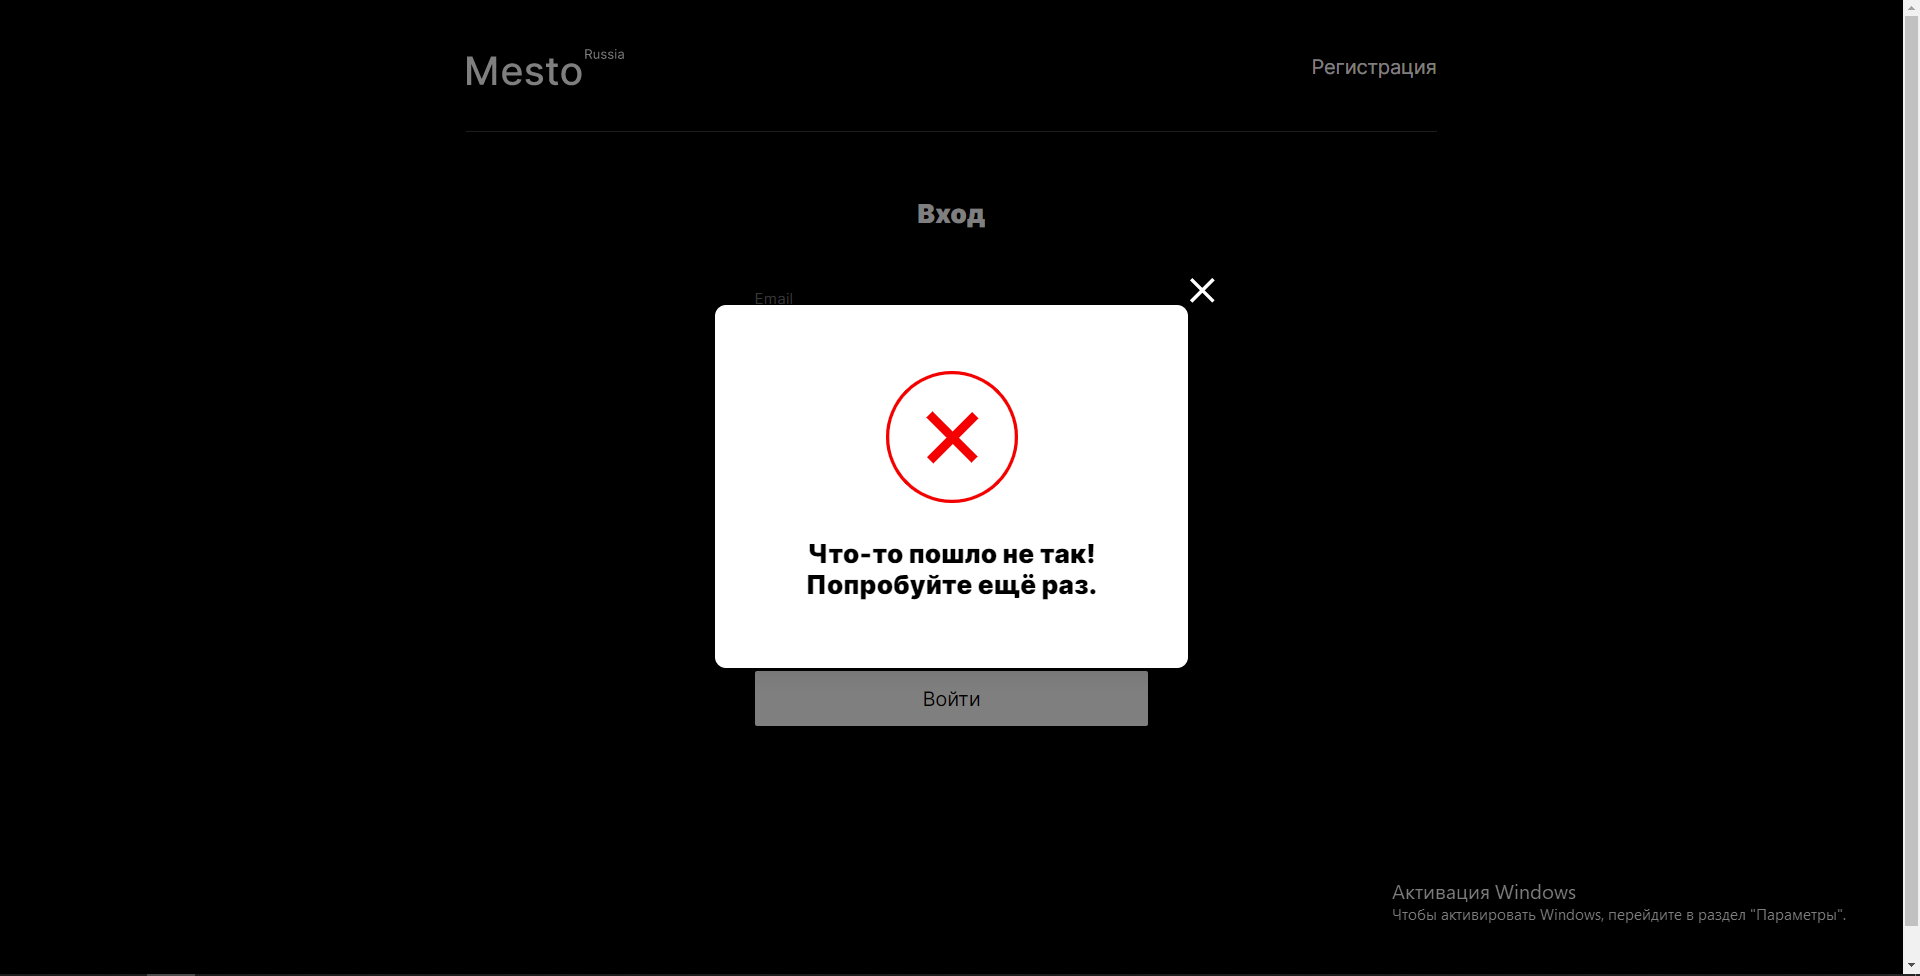 Mesto Russia
Регистрация
Вход
Email
Что-то пошло не так!
Попробуйте ещё раз.
Войти
Активация Windows
Чтобы активировать Windows, перейдите в раздел "Параметры".